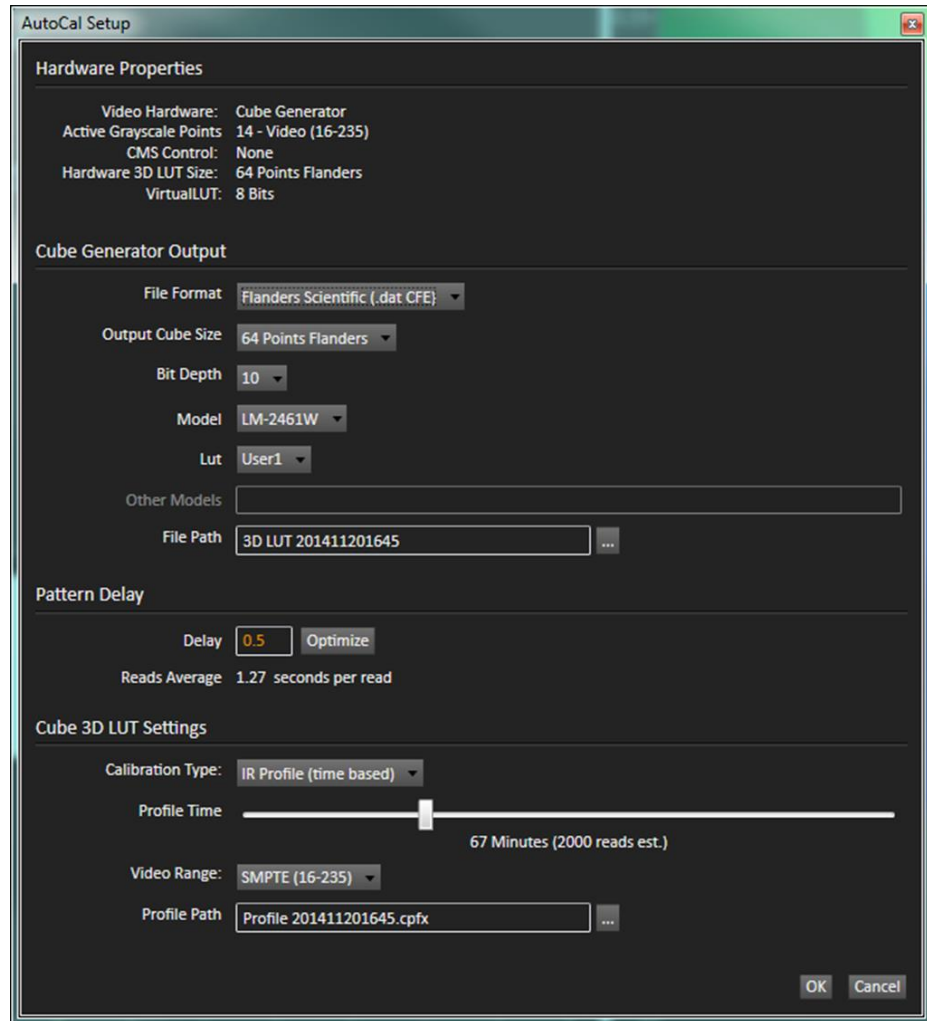 AutoCal Setup
Hardware Properties
Video Hardware: Cube Generator
Active Grayscale Points 14 - Video (16-235)
CMS Control: None
Hardware 3D LUT Size: 64 Points Flanders
VirtualLUT: 8 Bits
Cube Generator Output
File Format Flanders Scientific (.dat CFE)
Output Cube Size 64 Points Flanders
Bit Depth 10
Model LM-2461W
Lut User1
Other Models
File Path 3D LUT 201411201645 ...
Pattern Delay
Delay 0.5 Optimize
Reads Average 1.27 seconds per read
Cube 3D LUT Settings
Calibration Type: IR Profile (time based)
Profile Time
67 Minutes (2000 reads est.)
Video Range: SMPTE (16-235)
Profile Path Profile 201411201645.cpfx ...
OK Cancel